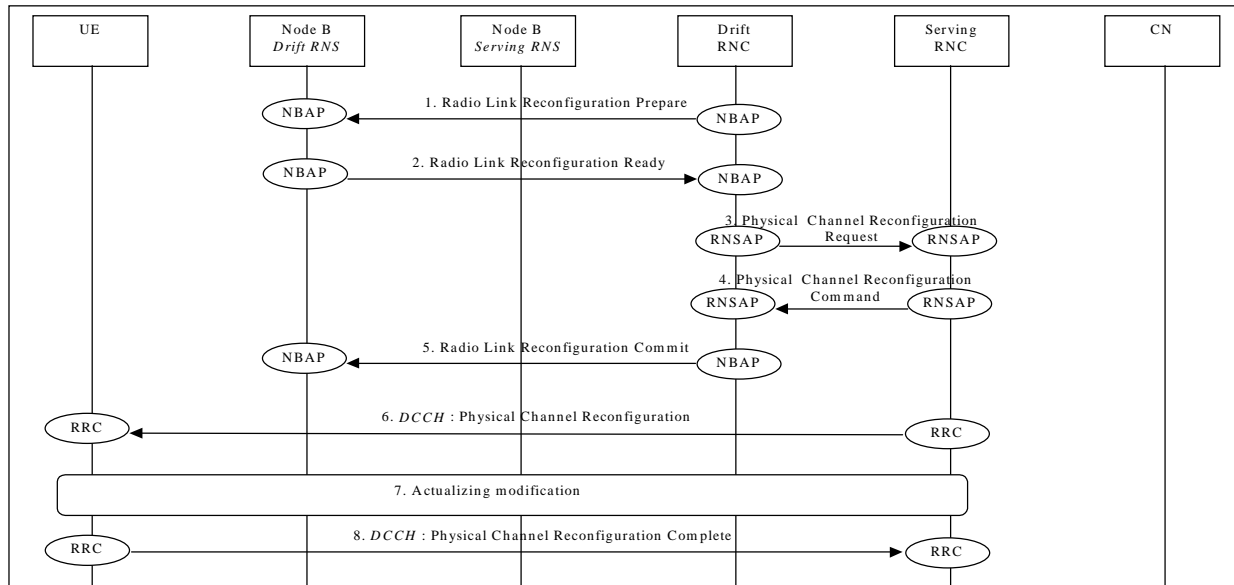 UE
Node B
Drift RNS
Node B
Serving RNS
Drift
RNC
Serving
RNC
CN
1. Radio Link Reconfiguration Prepare
NBAP
NBAP
2. Radio Link Reconfiguration Ready
NBAP
NBAP
3. Physical Channel Reconfiguration
Request
RNSAP
RNSAP
4. Physical Channel Reconfiguration
Command
RNSAP
RNSAP
5. Radio Link Reconfiguration Commit
NBAP
NBAP
6. DCCH : Physical Channel Reconfiguration
RRC
RRC
7. Actualizing modification
8. DCCH : Physical Channel Reconfiguration Complete
RRC
RRC